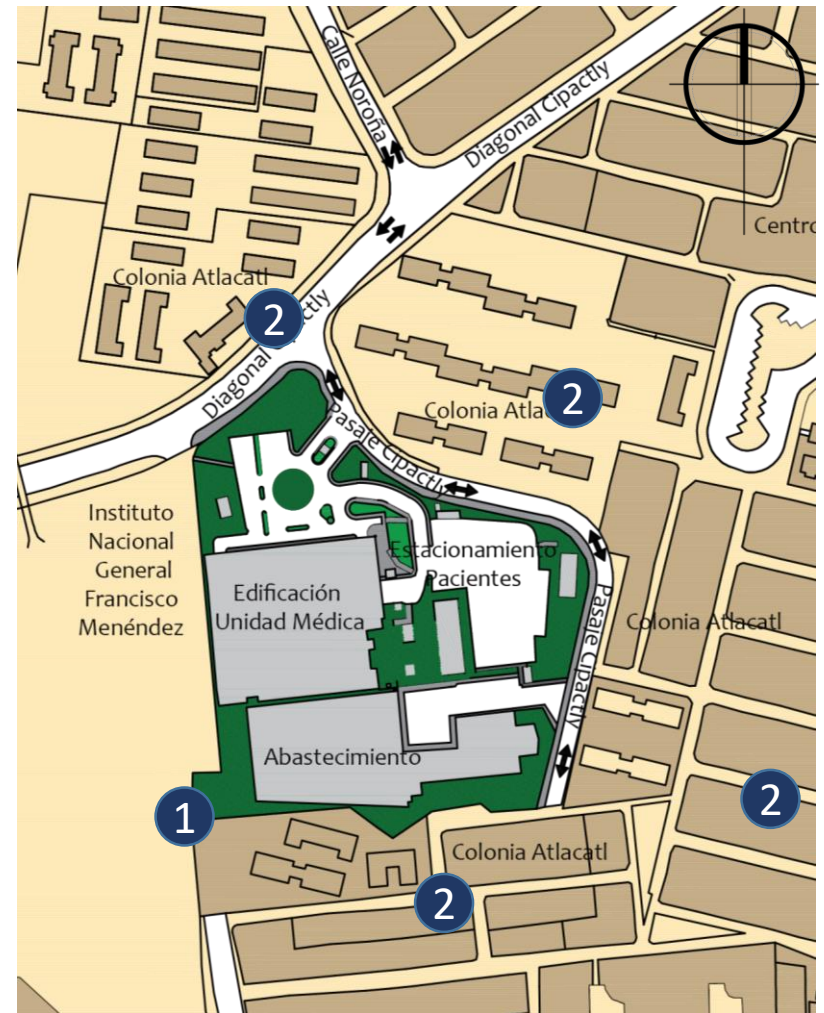 Calle Noroña
Diagonal Cipactly
Centro
Colonia Atlacatl
2
Diagonal Cipactly
Pasaje Cipactly
Colonia Atla
2
Instituto
Nacional
General
Francisco
Menéndez
Estacionamiento
Pacientes
Edificación
Unidad Médica
Pasaje Cipactly
Colonia Atlacatl
Abastecimiento
1
2
Colonia Atlacatl
2